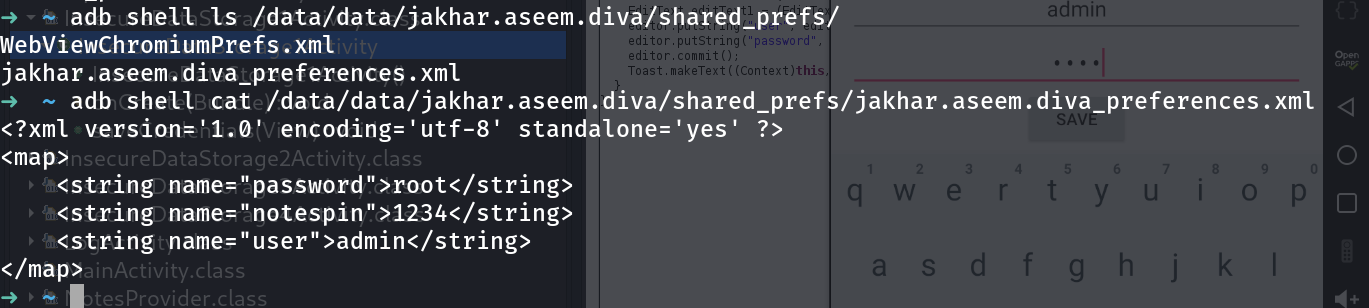 ➜ ~ adb shell ls /data/data/jakhar.aseem.diva/shared_prefs/
WebViewChromiumPrefs.xml
jakhar.aseem.diva_preferences.xml
➜ ~ adb shell cat /data/data/jakhar.aseem.diva/shared_prefs/jakhar.aseem.diva_preferences.xml
<?xml version='1.0' encoding='utf-8' standalone='yes' ?>
<map>
    <string name="password">root</string>
    <string name="notespin">1234</string>
    <string name="user">admin</string>
</map>
➜ ~
InsecureDataStorage2Activity.class
MainActivity.class
NotesProvider.class
editor.putString("password",
editor.commit();
Toast.makeText((Context)this,
}
admin
••••
SAVE
1 2 3 4 5 6 7 8 9 0
q w e r t y u i o p
a s d f g h j k l
Open
GAPPS